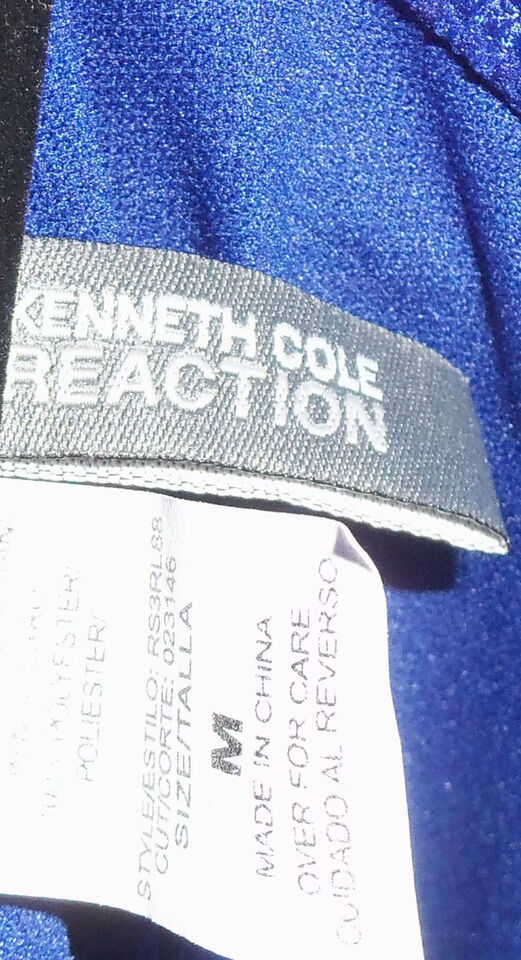 KENNETH COLE
REACTION
POLYESTER/
POLIESTER/
STYLE/ESTILO: RS3RL88
CUT/CORTE: 023146
SIZE/TALLA
M
MADE IN CHINA
OVER FOR CARE
CUIDADO AL REVERSO